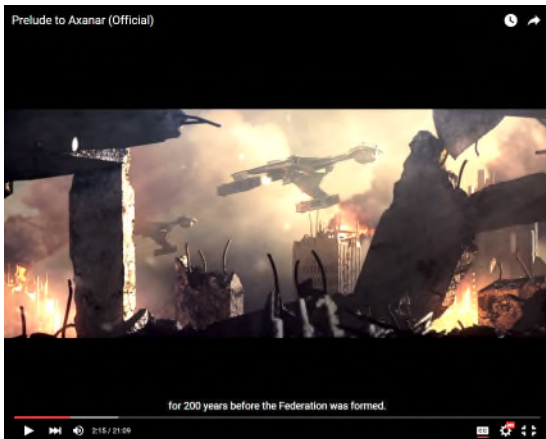 Prelude to Axanar (Official)
for 200 years before the Federation was formed.
2:15 / 21:09
CC